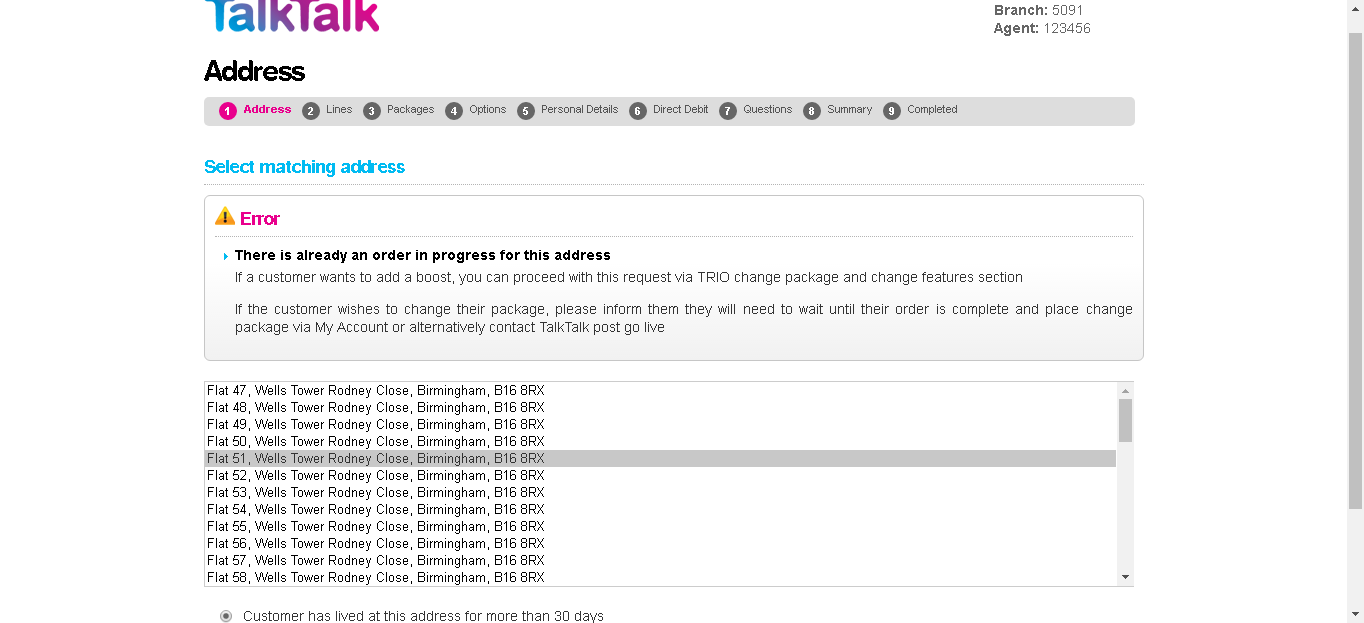 TalkTalk
Branch: 5091
Agent: 123456
Address
1 Address 2 Lines 3 Packages 4 Options 5 Personal Details 6 Direct Debit 7 Questions 8 Summary 9 Completed
Select matching address
Error
There is already an order in progress for this address
If a customer wants to add a boost, you can proceed with this request via TRIO change package and change features section
If the customer wishes to change their package, please inform them they will need to wait until their order is complete and place change
package via My Account or alternatively contact TalkTalk post go live
Flat 47, Wells Tower Rodney Close, Birmingham, B16 8RX
Flat 48, Wells Tower Rodney Close, Birmingham, B16 8RX
Flat 49, Wells Tower Rodney Close, Birmingham, B16 8RX
Flat 50, Wells Tower Rodney Close, Birmingham, B16 8RX
Flat 51, Wells Tower Rodney Close, Birmingham, B16 8RX
Flat 52, Wells Tower Rodney Close, Birmingham, B16 8RX
Flat 53, Wells Tower Rodney Close, Birmingham, B16 8RX
Flat 54, Wells Tower Rodney Close, Birmingham, B16 8RX
Flat 55, Wells Tower Rodney Close, Birmingham, B16 8RX
Flat 56, Wells Tower Rodney Close, Birmingham, B16 8RX
Flat 57, Wells Tower Rodney Close, Birmingham, B16 8RX
Flat 58, Wells Tower Rodney Close, Birmingham, B16 8RX
Customer has lived at this address for more than 30 days